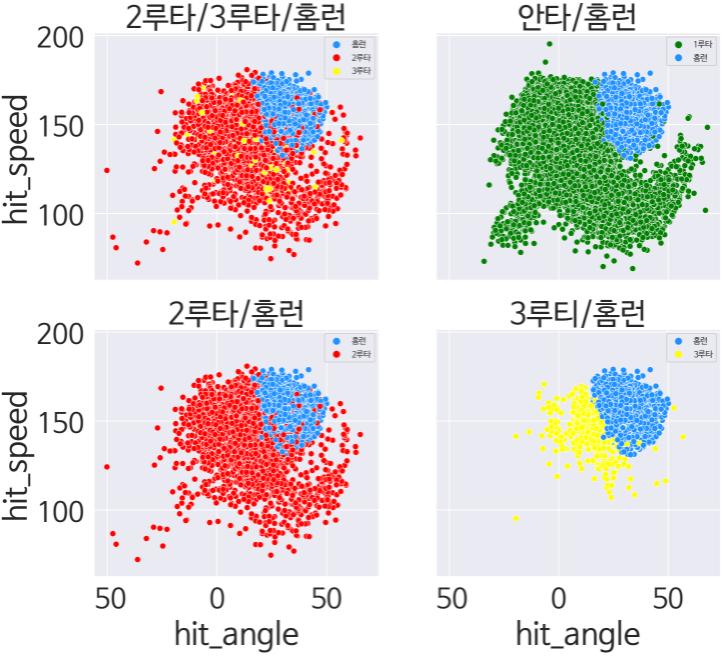 2루타/3루타/홈런
안타/홈런
200
150
100
hit_speed
홈런
2루타
3루타
1루타
홈런
2루타/홈런
3루티/홈런
200
150
100
hit_speed
홈런
2루타
홈런
3루타
50 0 50
50 0 50
hit_angle
hit_angle